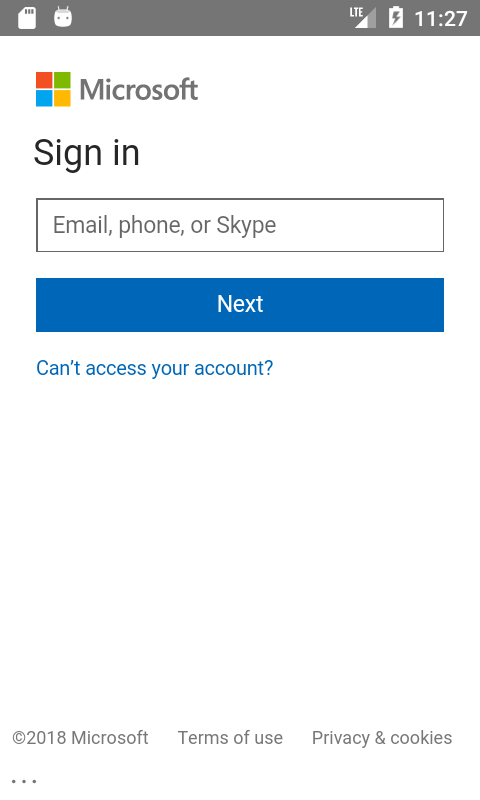 LTE 11:27
Microsoft
Sign in
Email, phone, or Skype
Next
Can't access your account?
©2018 Microsoft Terms of use Privacy & cookies
...